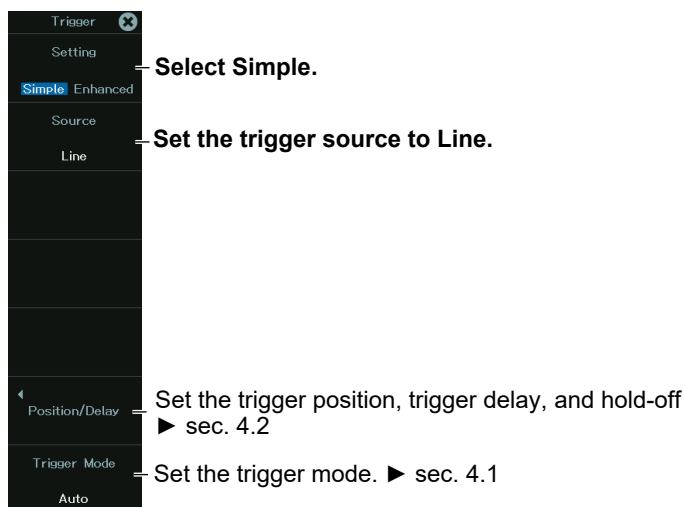 Trigger
Setting
Select Simple.
Simple Enhanced
Source
Set the trigger source to Line.
Line
Position/Delay
Set the trigger position, trigger delay, and hold-off
► sec. 4.2
Trigger Mode
Set the trigger mode. ► sec. 4.1
Auto